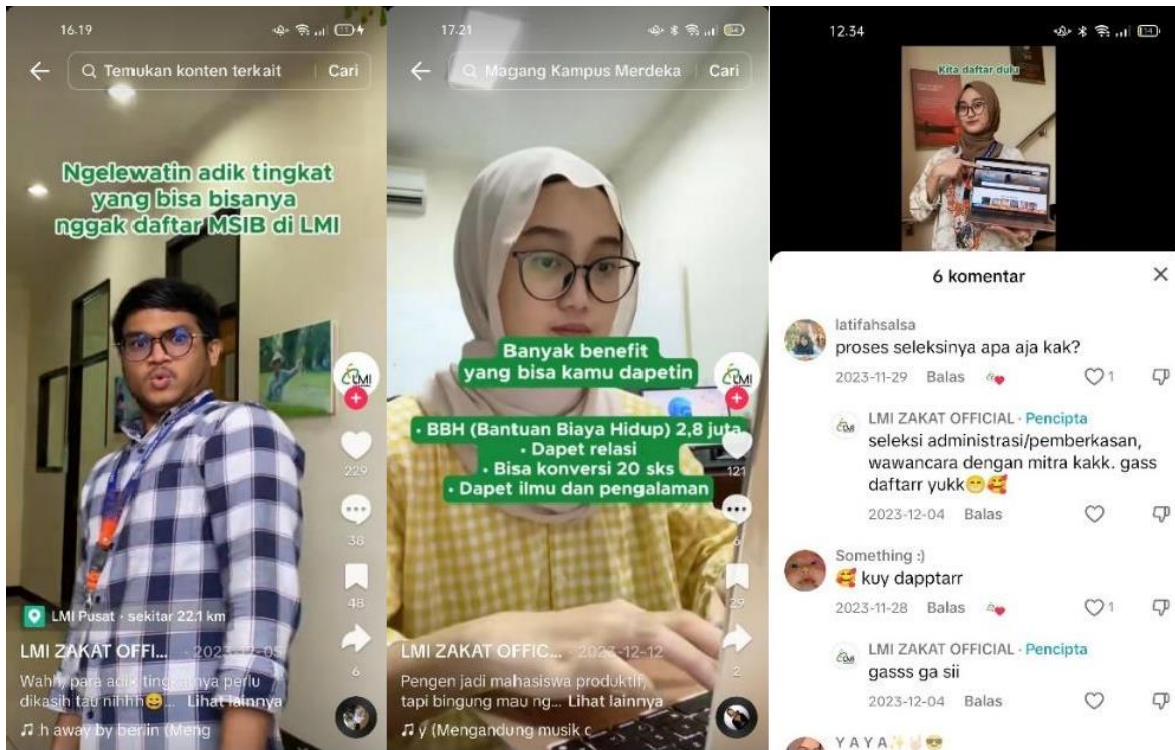 16.19
Temukan konten terkait
Cari
Ngelewatin adik tingkat
yang bisa bisanya
nggak daftar MSIB di LMI
LMI
229
38
48
LMI Pusat · sekitar 22.1 km
6
LMI ZAKAT OFFI... · 2023-12-05
Wahh, para adik tingkatnya perlu
dikasih tau nihhh😄... Lihat lainnya
h away by berlin (Meng
17.21
Magang Kampus Merdeka
Cari
Banyak benefit
yang bisa kamu dapetin
LMI
• BBH (Bantuan Biaya Hidup) 2,8 juta
• Dapet relasi
• Bisa konversi 20 sks
• Dapet ilmu dan pengalaman
121
6
29
2
LMI ZAKAT OFFIC... · 2023-12-12
Pengen jadi mahasiswa produktif,
tapi bingung mau ng... Lihat lainnya
y (Mengandung musik c
12.34
Kita daftar dulu
6 komentar
latifahsalsa
proses seleksinya apa aja kak?
2023-11-29 Balas 1
LMI ZAKAT OFFICIAL · Pencipta
seleksi administrasi/pemberkasan,
wawancara dengan mitra kakk. gass
daftarr yukk😁🥰
2023-12-04 Balas
Something :)
🥰 kuy dapptarr
2023-11-28 Balas 1
LMI ZAKAT OFFICIAL · Pencipta
gasss ga sii
2023-12-04 Balas
Y A Y A✨🤘😎